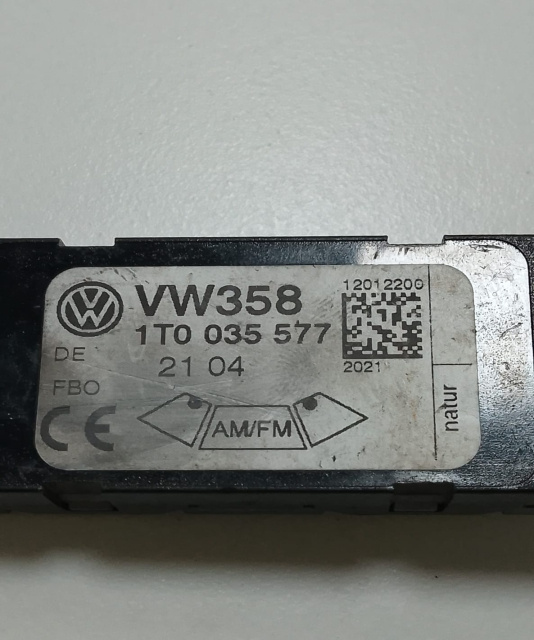 VW358
12012200
1T0 035 577
DE
21 04
2021
FBO
CE
AM/FM
natur